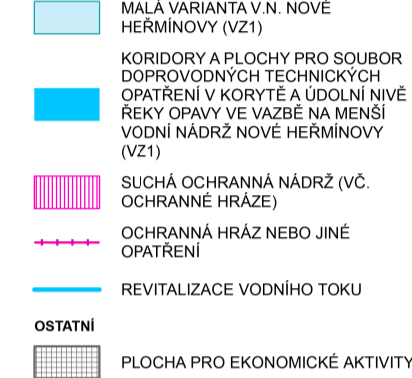 MALÁ VARIANTA V.N. NOVÉ
HEŘMÍNOVY (VZ1)
KORIDORY A PLOCHY PRO SOUBOR
DOPROVODNÝCH TECHNICKÝCH
OPATŘENÍ V KORYTĚ A ÚDOLNÍ NIVĚ
ŘEKY OPAVY VE VAZBĚ NA MENŠÍ
VODNÍ NÁDRŽ NOVÉ HEŘMÍNOVY
(VZ1)
SUCHÁ OCHRANNÁ NÁDRŽ (VČ.
OCHRANNÉ HRÁZE)
OCHRANNÁ HRÁZ NEBO JINÉ
OPATŘENÍ
REVITALIZACE VODNÍHO TOKU
OSTATNÍ
PLOCHA PRO EKONOMICKÉ AKTIVITY